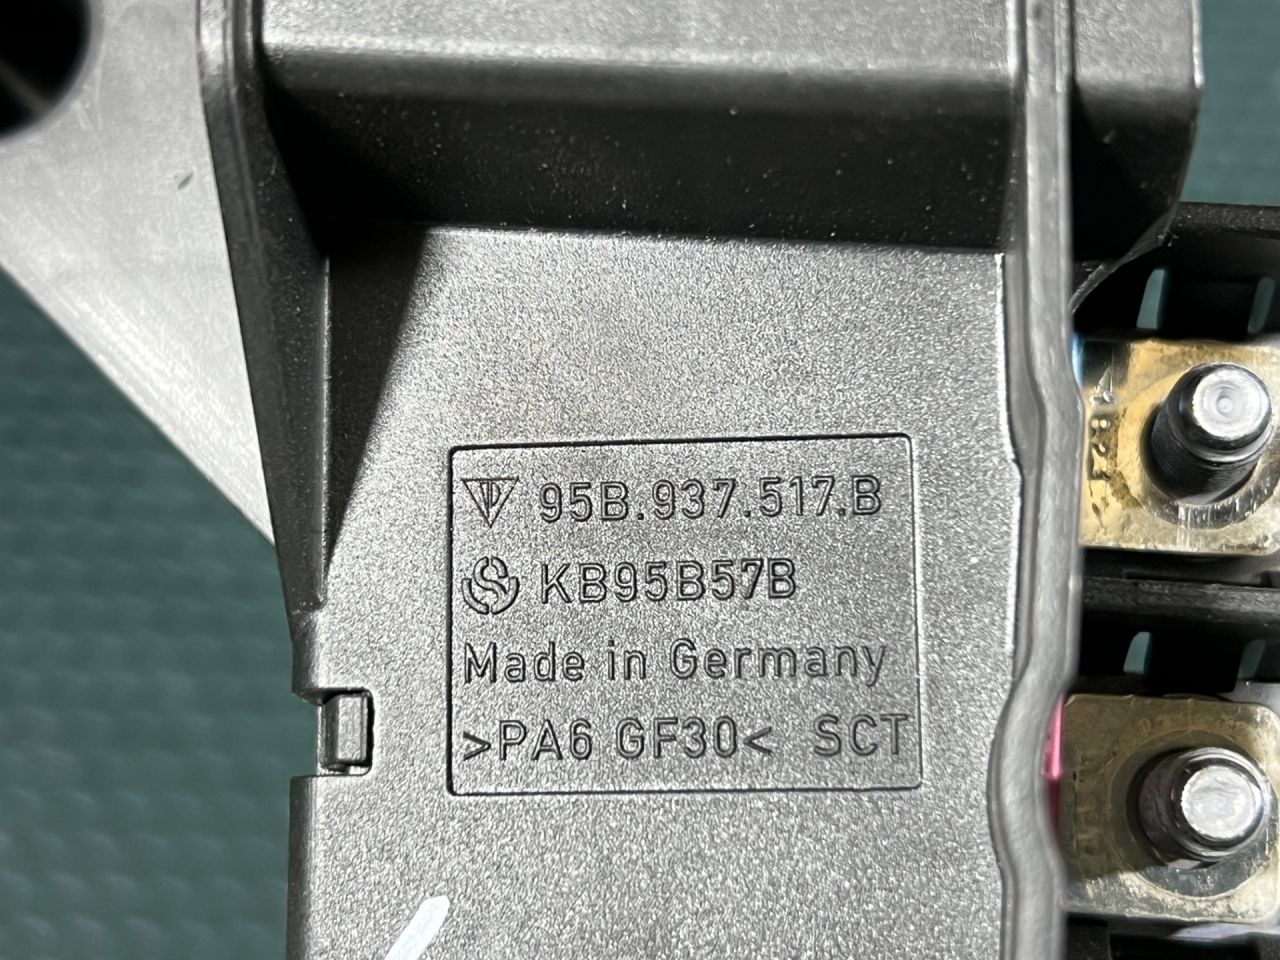 95B.937.517.B
KB95B57B
Made in Germany
>PA6 GF30< SCT